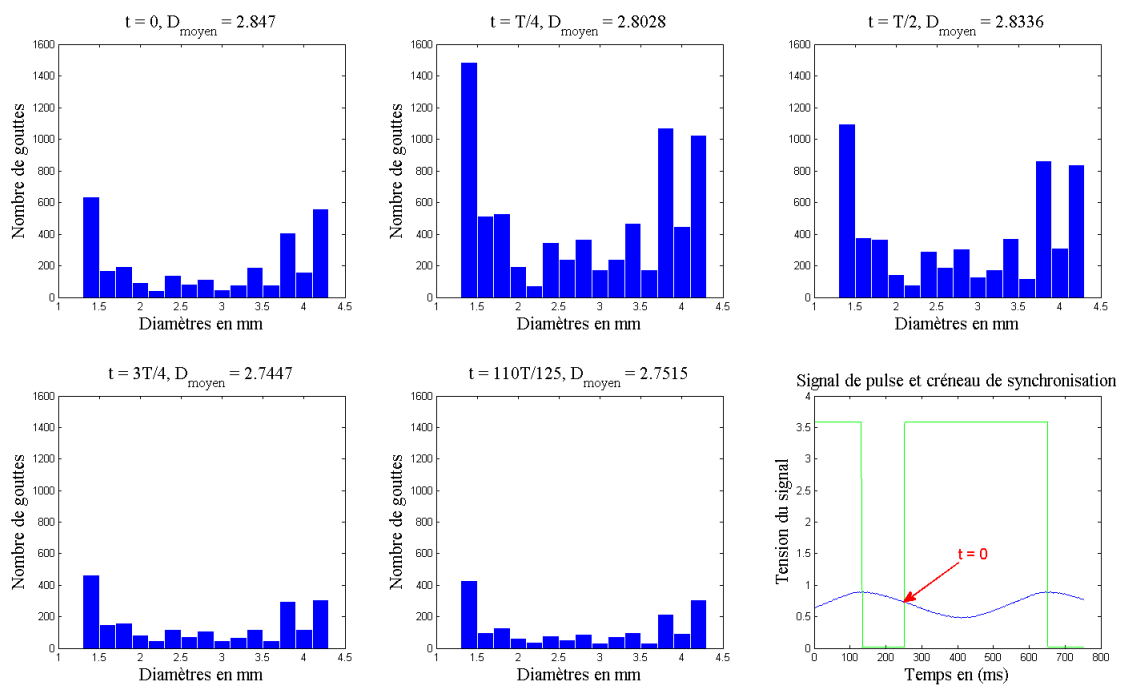 t = 0, D_moyen = 2.847
1600
1400
1200
1000
800
600
400
200
0
Nombre de gouttes
1 1.5 2 2.5 3 3.5 4 4.5
Diamètres en mm
t = T/4, D_moyen = 2.8028
1600
1400
1200
1000
800
600
400
200
0
Nombre de gouttes
1 1.5 2 2.5 3 3.5 4 4.5
Diamètres en mm
t = T/2, D_moyen = 2.8336
1600
1400
1200
1000
800
600
400
200
0
Nombre de gouttes
1 1.5 2 2.5 3 3.5 4 4.5
Diamètres en mm
t = 3T/4, D_moyen = 2.7447
1600
1400
1200
1000
800
600
400
200
0
Nombre de gouttes
1 1.5 2 2.5 3 3.5 4 4.5
Diamètres en mm
t = 110T/125, D_moyen = 2.7515
1600
1400
1200
1000
800
600
400
200
0
Nombre de gouttes
1 1.5 2 2.5 3 3.5 4 4.5
Diamètres en mm
Signal de pulse et créneau de synchronisation
4
3.5
3
2.5
2
1.5
1
0.5
0
Tension du signal
t = 0
0 100 200 300 400 500 600 700 800
Temps en (ms)